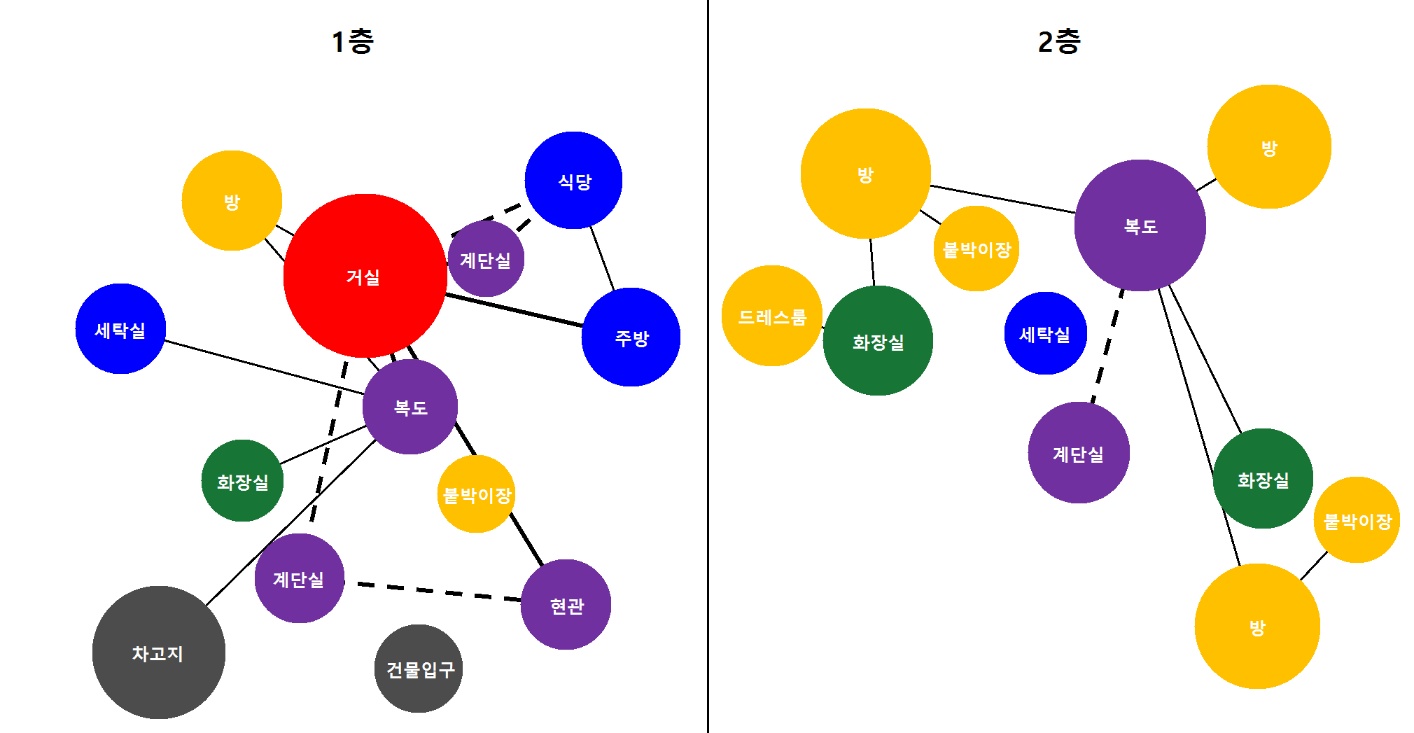 1층
식당
방
계단실
거실
세탁실
주방
복도
화장실
붙박이장
계단실
현관
차고지
건물입구
2층
방
방
복도
붙박이장
드레스룸
세탁실
화장실
계단실
화장실
붙박이장
방